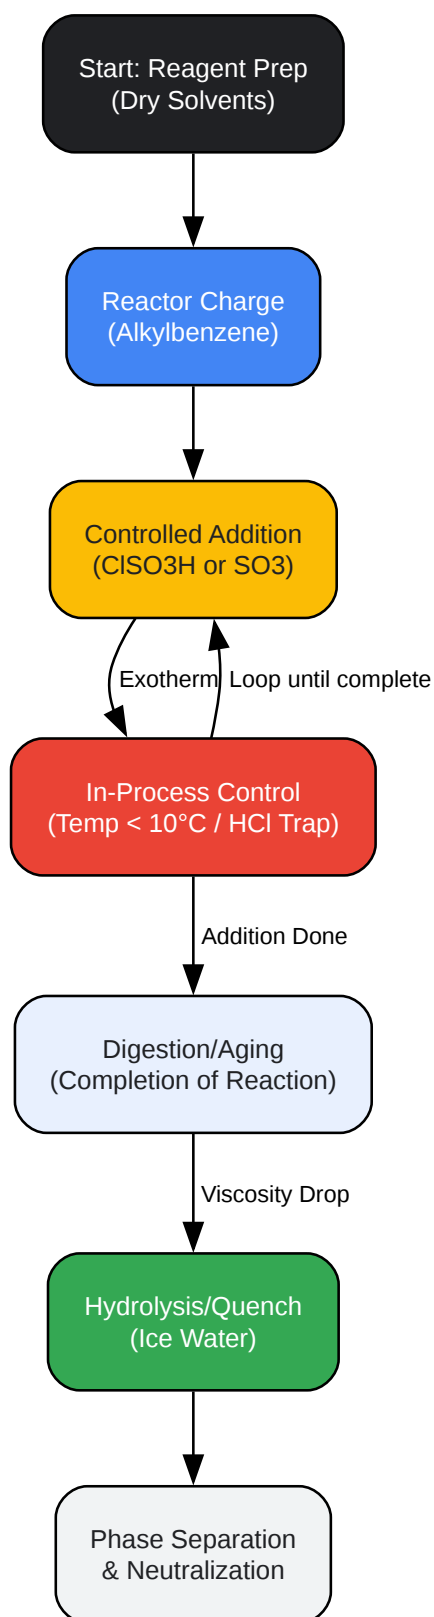 Start: Reagent Prep
(Dry Solvents)
Reactor Charge
(Alkylbenzene)
Controlled Addition
(ClSO3H or SO3)
Exotherm
Loop until complete
In-Process Control
(Temp < 10°C / HCl Trap)
Addition Done
Digestion/Aging
(Completion of Reaction)
Viscosity Drop
Hydrolysis/Quench
(Ice Water)
Phase Separation
& Neutralization